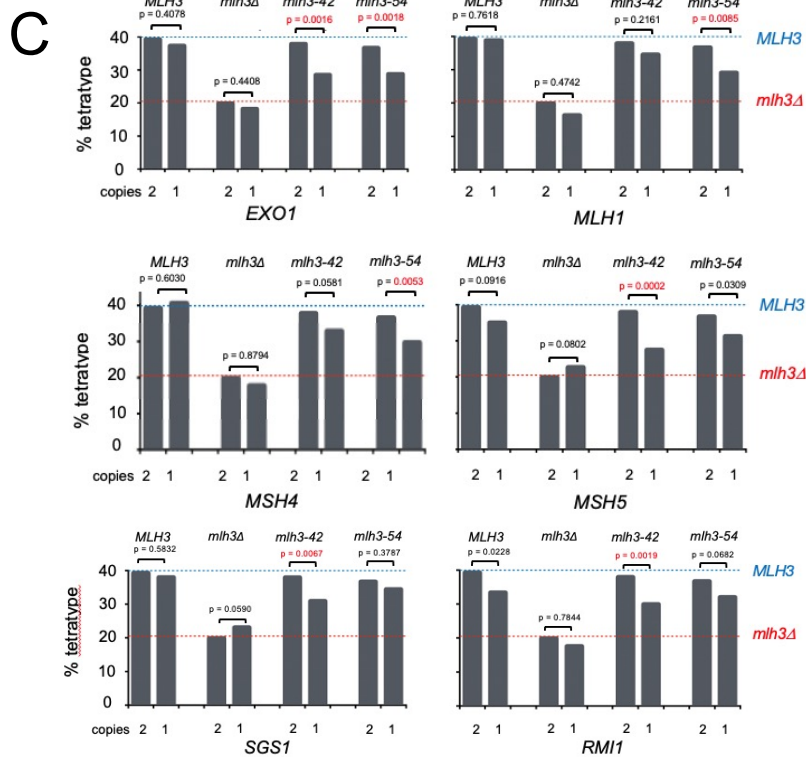 C
MLH3 mlh3Δ mlh3-42 mlh3-54
p = 0.4078 p = 0.4408 p = 0.0016 p = 0.0018
% tetratype
40
30
20
10
0
copies 2 1 2 1 2 1 2 1
EXO1
MLH3 mlh3Δ mlh3-42 mlh3-54
p = 0.7618 p = 0.4742 p = 0.2161 p = 0.0085
MLH3
mlh3Δ
2 1 2 1 2 1 2 1
MLH1
MLH3 mlh3Δ mlh3-42 mlh3-54
p = 0.6030 p = 0.8794 p = 0.0581 p = 0.0053
% tetratype
40
30
20
10
0
copies 2 1 2 1 2 1 2 1
MSH4
MLH3 mlh3Δ mlh3-42 mlh3-54
p = 0.0916 p = 0.0802 p = 0.0002 p = 0.0309
MLH3
mlh3Δ
2 1 2 1 2 1 2 1
MSH5
MLH3 mlh3Δ mlh3-42 mlh3-54
p = 0.5832 p = 0.0590 p = 0.0067 p = 0.3787
% tetratype
40
30
20
10
0
copies 2 1 2 1 2 1 2 1
SGS1
MLH3 mlh3Δ mlh3-42 mlh3-54
p = 0.0228 p = 0.7844 p = 0.0019 p = 0.0682
MLH3
mlh3Δ
2 1 2 1 2 1 2 1
RMI1